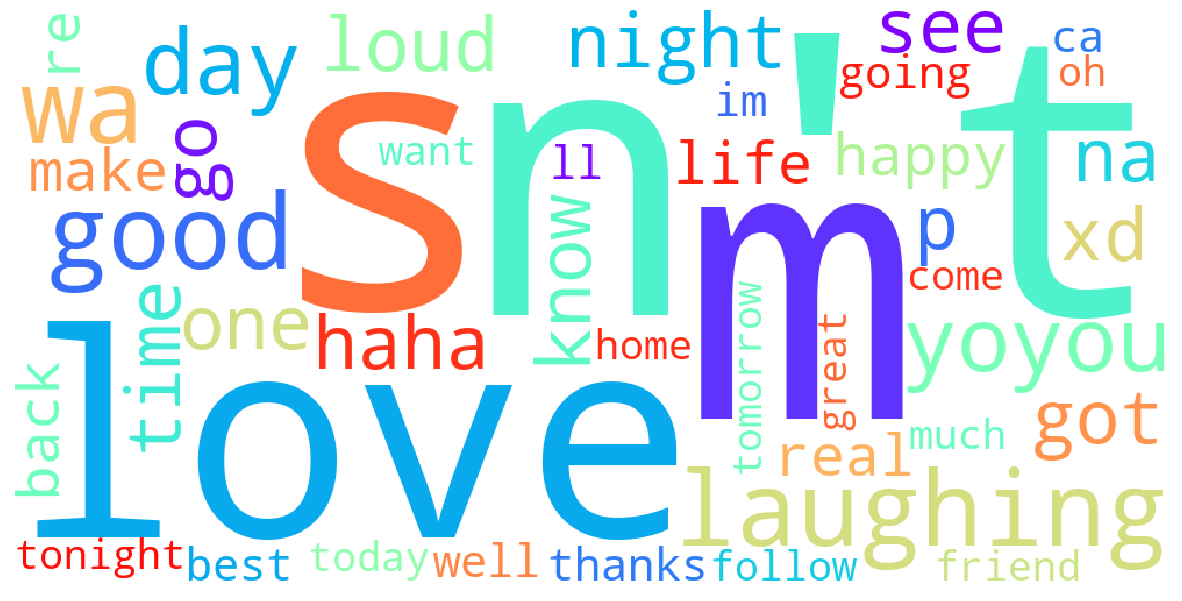 re
day
loud
night
see
ca
going
oh
wa
im
go
s
n't
want
ll
life
happy
na
make
good
know
m
p
xd
come
time
one
haha
home
tomorrow
great
yoyou
love
back
got
much
real
laughing
tonight
best
today
well
thanks
follow
friend